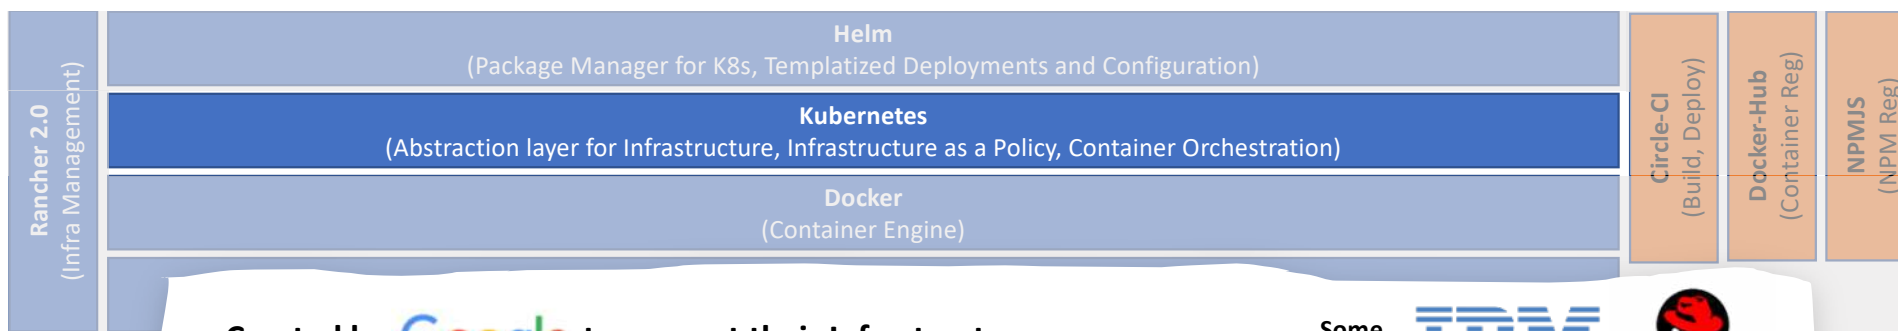 Rancher 2.0
(Infra Management)
Helm
(Package Manager for K8s, Templatized Deployments and Configuration)
Kubernetes
(Abstraction layer for Infrastructure, Infrastructure as a Policy, Container Orchestration)
Docker
(Container Engine)
Circle-CI
(Build, Deploy)
Docker-Hub
(Container Reg)
NPMJS
(NPM Reg)
Google
Some
IBM